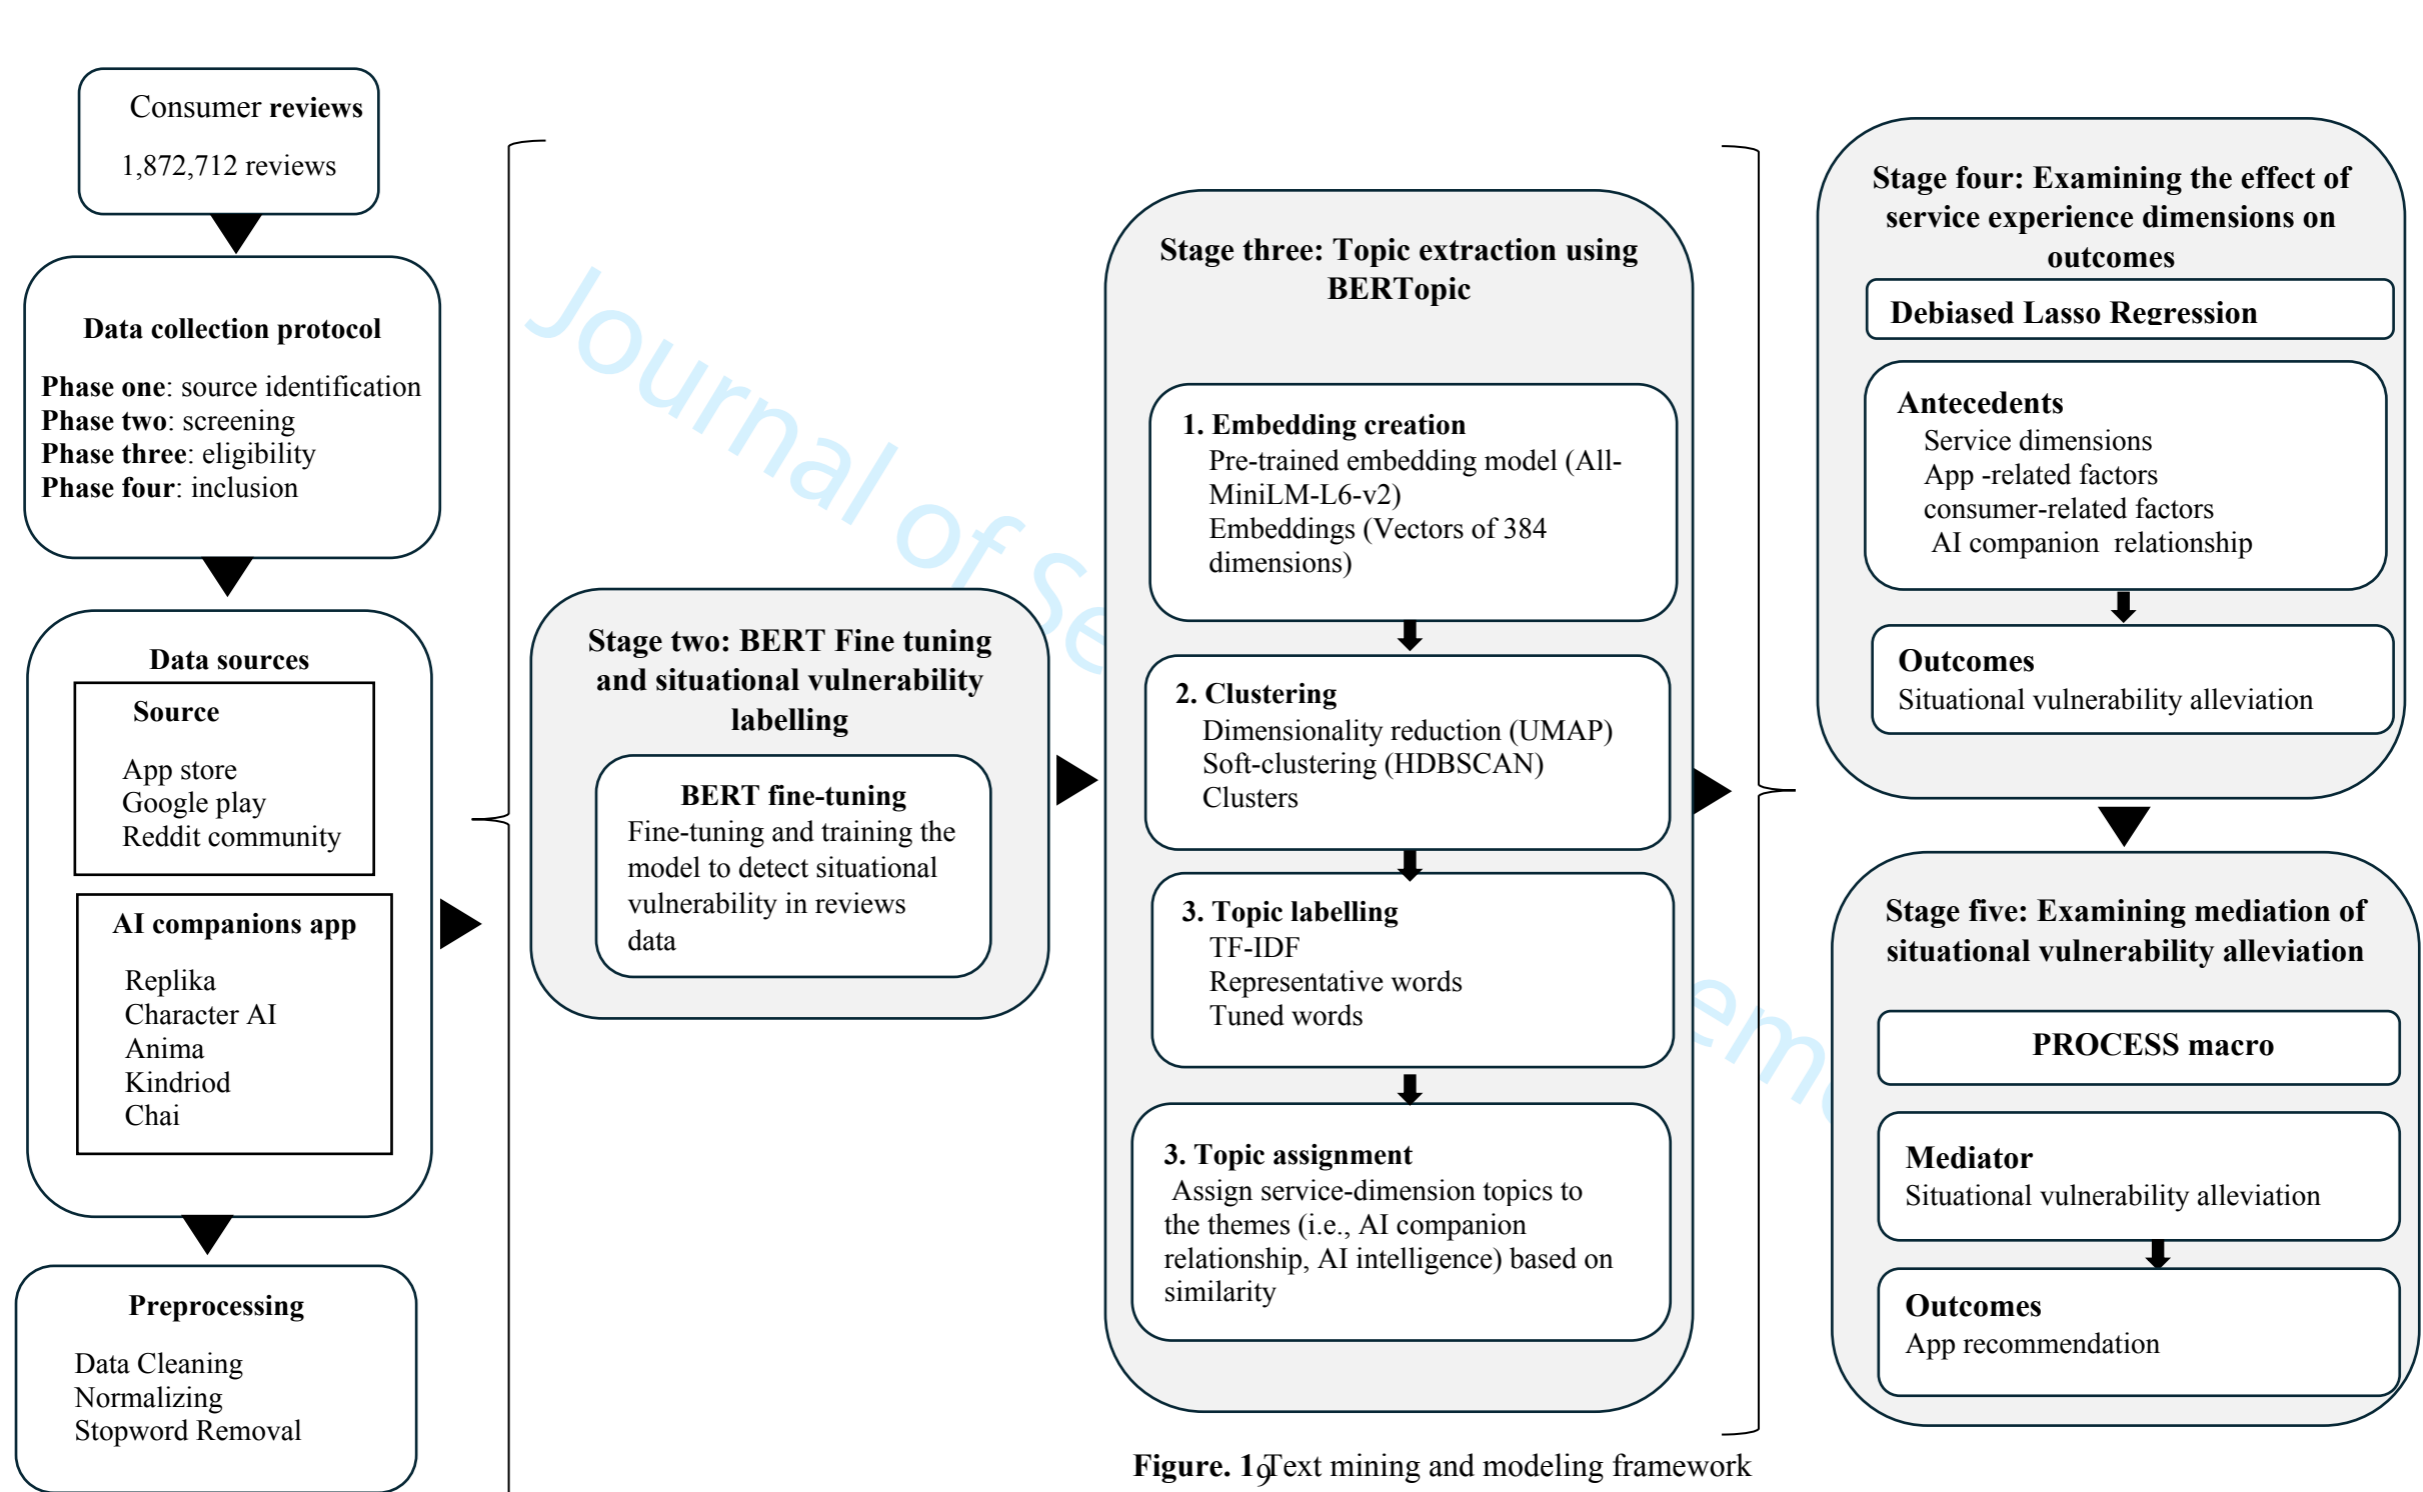 Consumer reviews
1,872,712 reviews
Data collection protocol
Phase one: source identification
Phase two: screening
Phase three: eligibility
Phase four: inclusion
Data sources
Source
App store
Google play
Reddit community
AI companions app
Replika
Character AI
Anima
Kindriod
Chai
Preprocessing
Data Cleaning
Normalizing
Stopword Removal
Stage two: BERT Fine tuning
and situational vulnerability
labelling
BERT fine-tuning
Fine-tuning and training the
model to detect situational
vulnerability in reviews
data
Stage three: Topic extraction using
BERTopic
1. Embedding creation
Pre-trained embedding model (All-
MiniLM-L6-v2)
Embeddings (Vectors of 384
dimensions)
2. Clustering
Dimensionality reduction (UMAP)
Soft-clustering (HDBSCAN)
Clusters
3. Topic labelling
TF-IDF
Representative words
Tuned words
3. Topic assignment
Assign service-dimension topics to
the themes (i.e., AI companion
relationship, AI intelligence) based on
similarity
Stage four: Examining the effect of
service experience dimensions on
outcomes
Debiased Lasso Regression
Antecedents
Service dimensions
App -related factors
consumer-related factors
AI companion relationship
Outcomes
Situational vulnerability alleviation
Stage five: Examining mediation of
situational vulnerability alleviation
PROCESS macro
Mediator
Situational vulnerability alleviation
Outcomes
App recommendation
Figure. 1 Text mining and modeling framework
9
Journal of